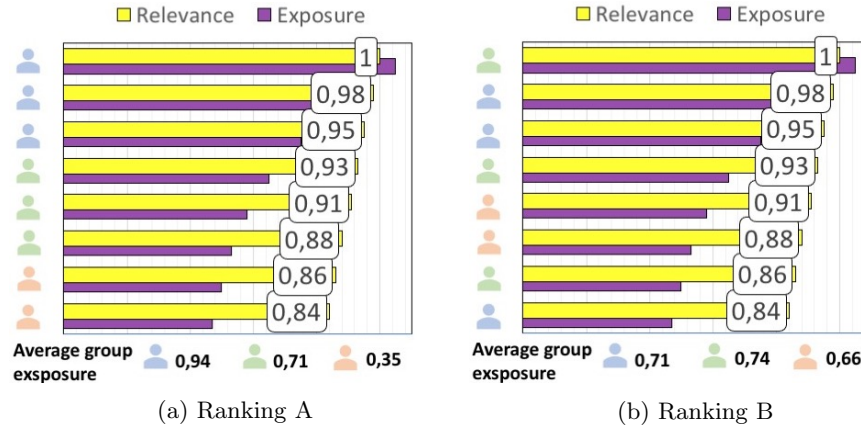 Relevance Exposure
1
0,98
0,95
0,93
0,91
0,88
0,86
0,84
Average group
exsposure
0,94 0,71 0,35
(a) Ranking A
Relevance Exposure
1
0,98
0,95
0,93
0,91
0,88
0,86
0,84
Average group
exsposure
0,71 0,74 0,66
(b) Ranking B